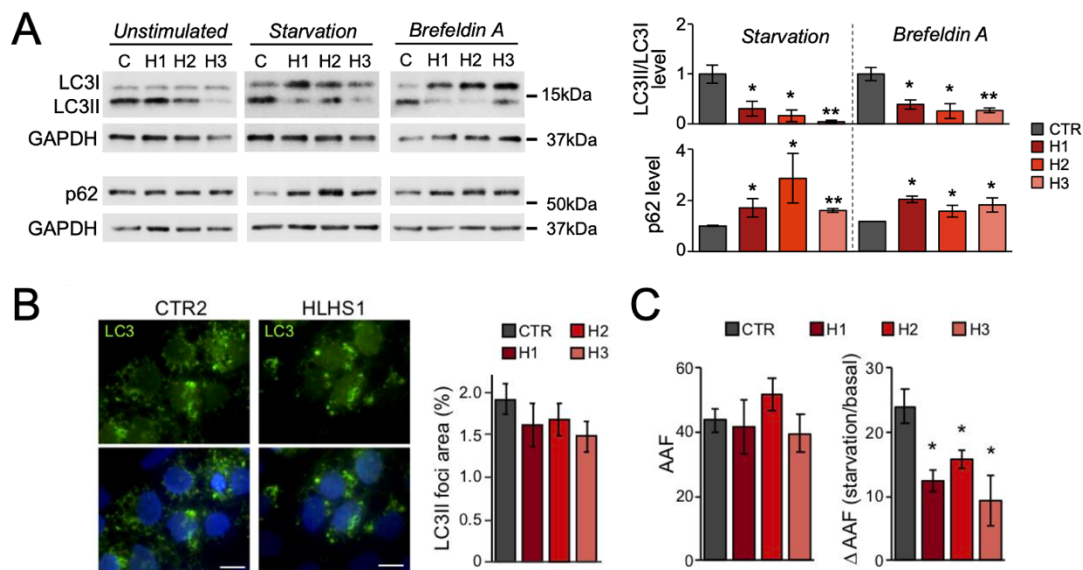 A
Unstimulated Starvation Brefeldin A
C H1 H2 H3 C H1 H2 H3 C H1 H2 H3
LC3I
LC3II
15kDa
GAPDH
37kDa
p62
50kDa
GAPDH
37kDa
LC3II/LC3I
level
2
1
0
Starvation Brefeldin A
* * ** * * **
p62 level
4
2
0
* * ** * * *
CTR
H1
H2
H3
B
CTR2 HLHS1
LC3 LC3
CTR H2
H1 H3
LC3II foci area (%)
2.0
1.5
1.0
0.5
0
C
CTR H1 H2 H3
AAF
60
40
20
0
Δ AAF (starvation/basal)
30
20
10
0
* * *